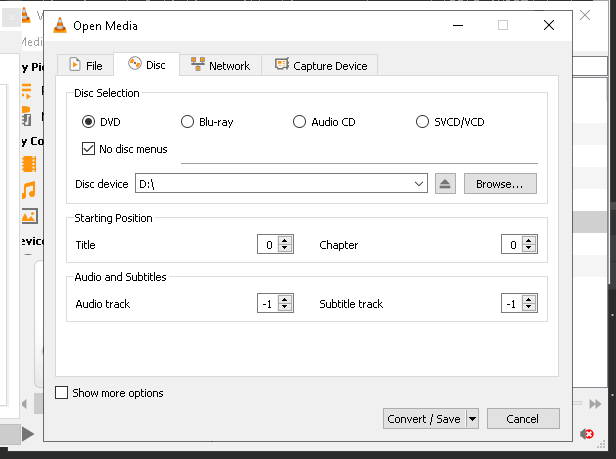 Open Media
File Disc Network Capture Device
Disc Selection
DVD Blu-ray Audio CD SVCD/VCD
No disc menus
Disc device D:\ Browse...
Starting Position
Title 0 Chapter 0
Audio and Subtitles
Audio track -1 Subtitle track -1
Show more options
Convert / Save Cancel